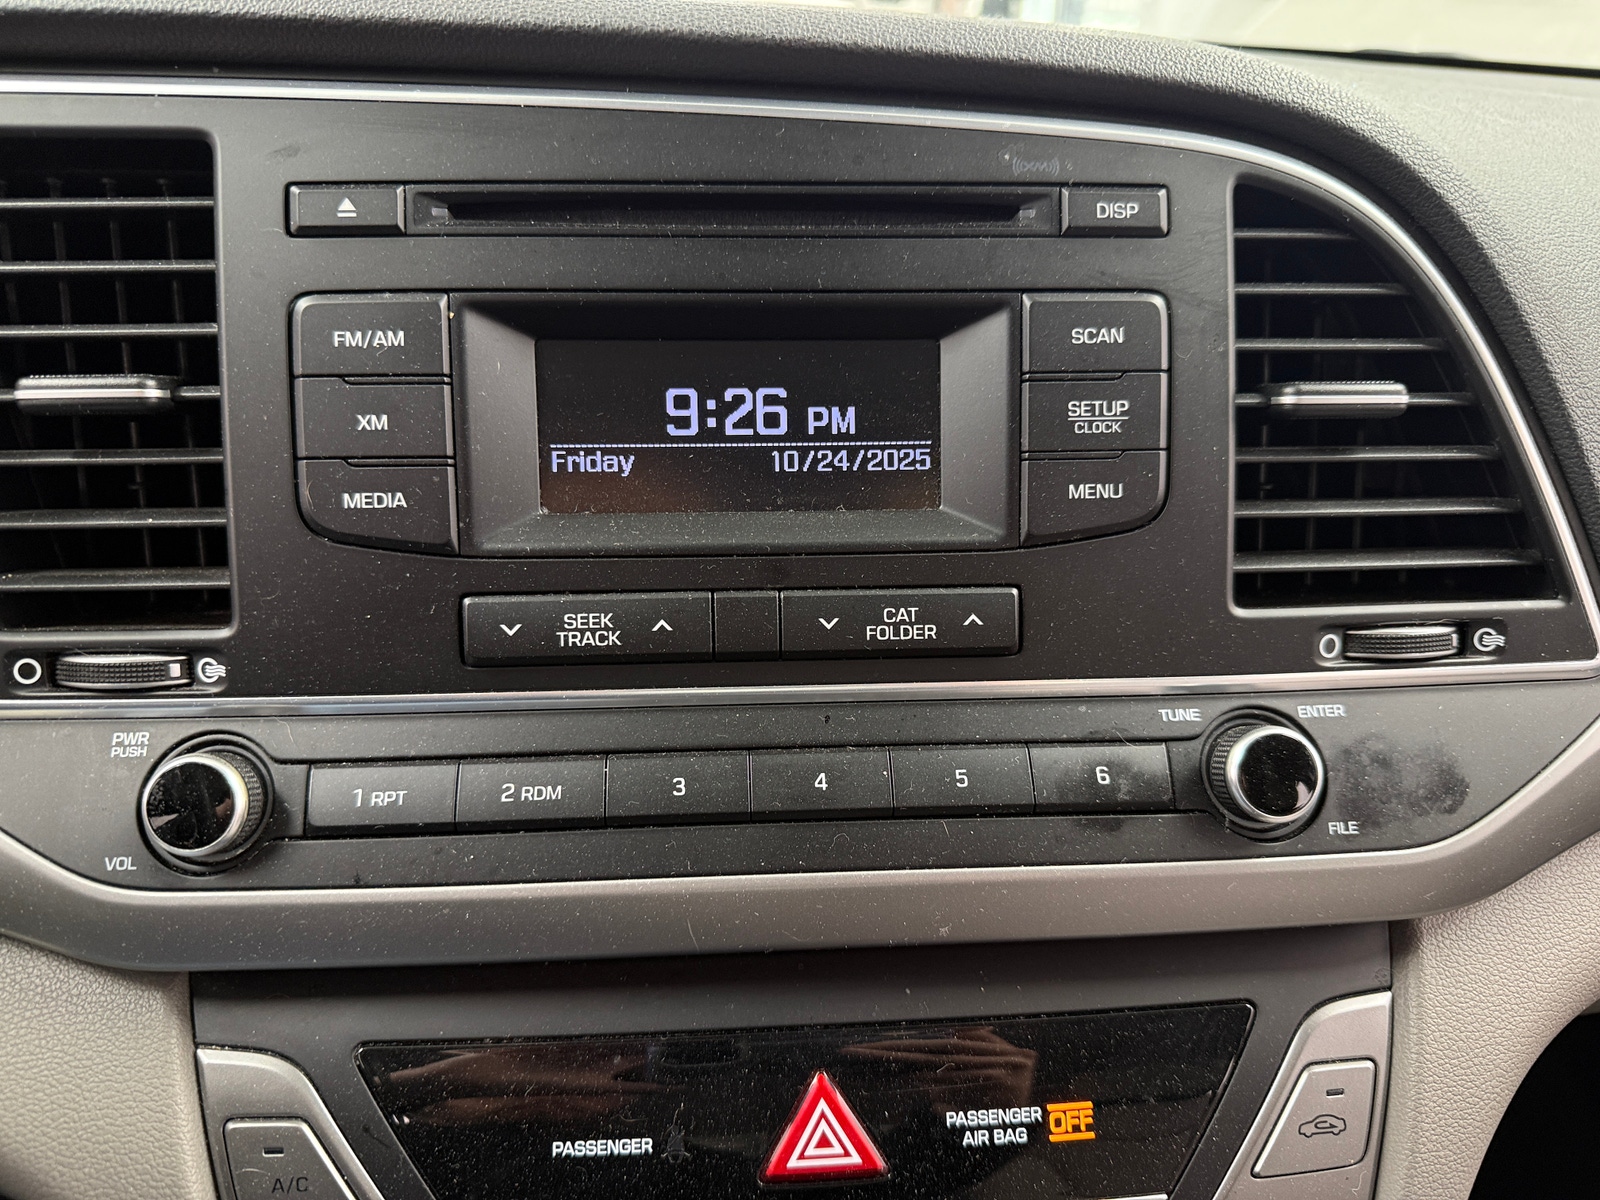 ((XM))
DISP
FM/AM
SCAN
9:26 PM
XM
SETUP
CLOCK
Friday 10/24/2025
MEDIA
MENU
SEEK
TRACK
CAT
FOLDER
PWR
PUSH
TUNE
ENTER
1 RPT
2 RDM
3
4
5
6
VOL
FILE
PASSENGER
PASSENGER
AIR BAG
OFF
A/C